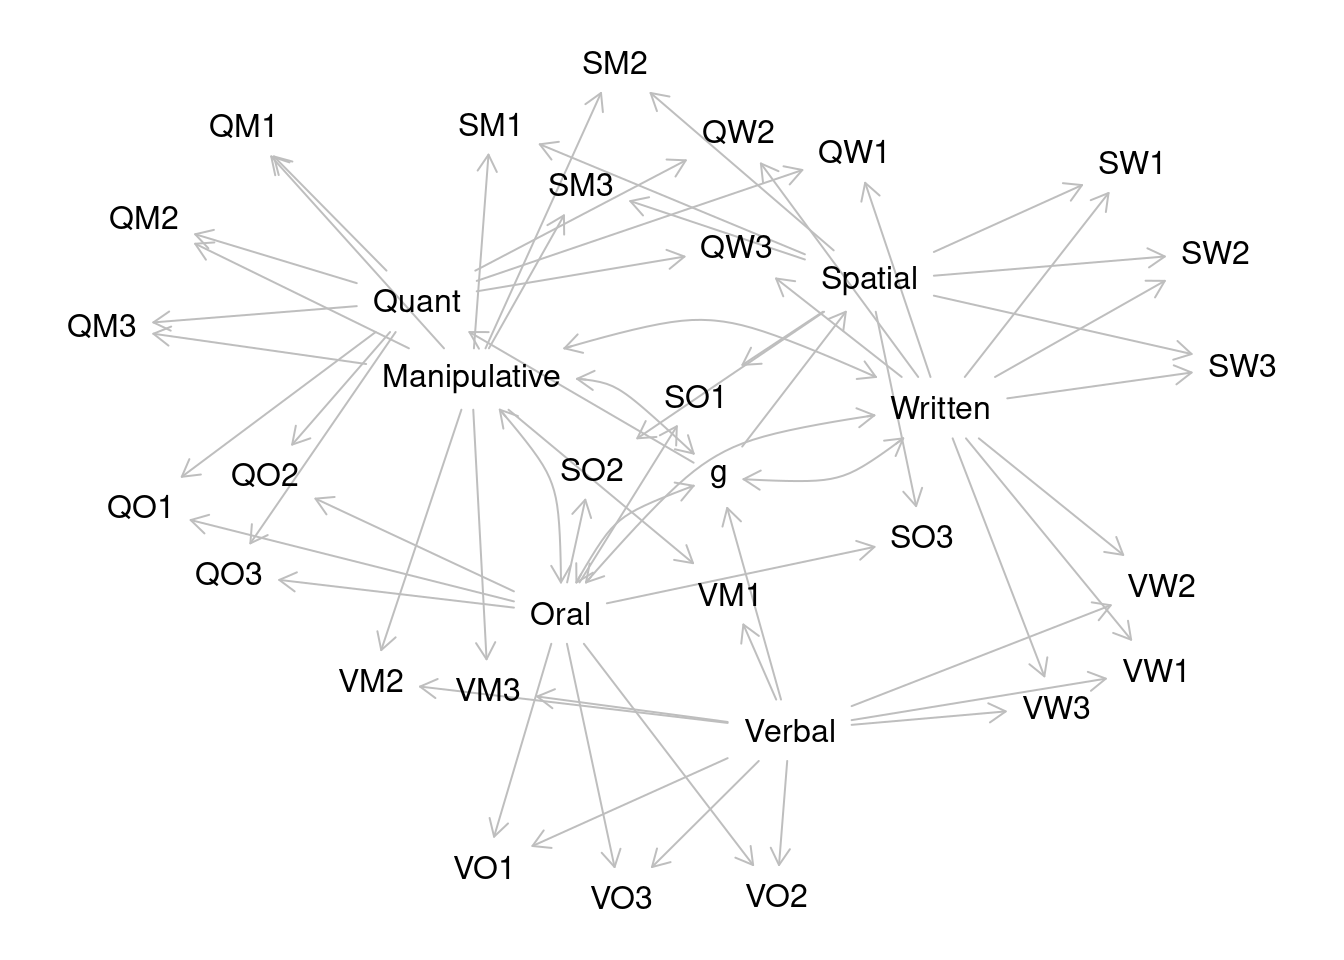 SM2
QM1
SM1
QW2
QW1
SW1
SM3
QM2
QW3
SW2
Spatial
Quant
QM3
SW3
Manipulative
SO1
Written
QO2
SO2
g
QO1
SO3
QO3
VM1
VW2
Oral
VW1
VM2
VM3
VW3
Verbal
VO1
VO3
VO2